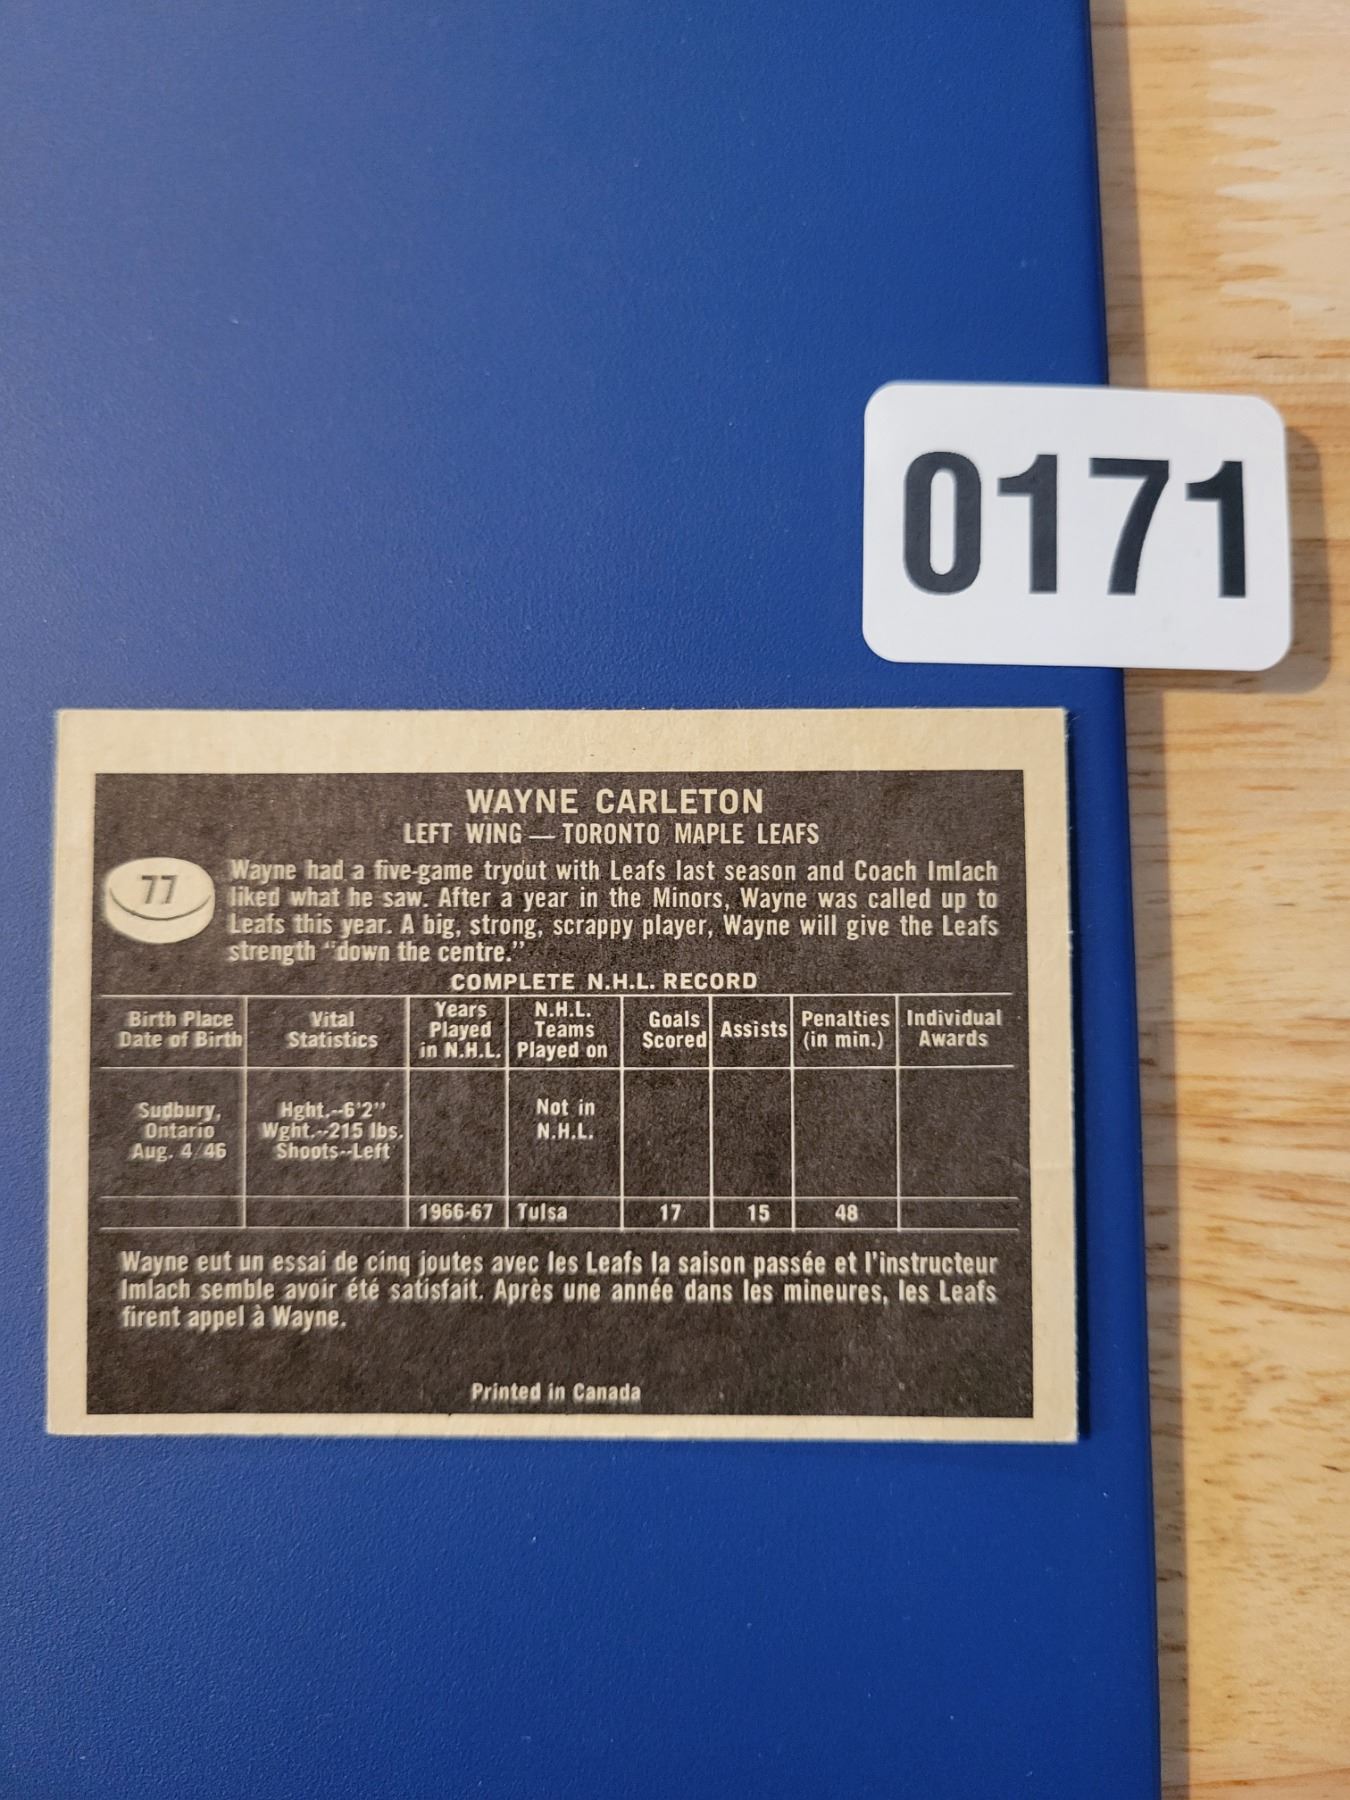 0171
WAYNE CARLETON
LEFT WING — TORONTO MAPLE LEAFS
77
Wayne had a five-game tryout with Leafs last season and Coach Imlach
liked what he saw. After a year in the Minors, Wayne was called up to
Leafs this year. A big, strong, scrappy player, Wayne will give the Leafs
strength "down the centre."
COMPLETE N.H.L. RECORD
Birth Place
Date of Birth
Vital
Statistics
Years
Played
in N.H.L.
N.H.L.
Teams
Played on
Goals
Scored
Assists
Penalties
(in min.)
Individual
Awards
Sudbury,
Ontario
Aug. 4/46
Hght.--6'2''
Wght.--215 lbs.
Shoots--Left
Not in
N.H.L.
1966-67 Tulsa 17 15 48
Wayne eut un essai de cinq joutes avec les Leafs la saison passée et l'instructeur
Imlach semble avoir été satisfait. Après une année dans les mineures, les Leafs
firent appel à Wayne.
Printed in Canada